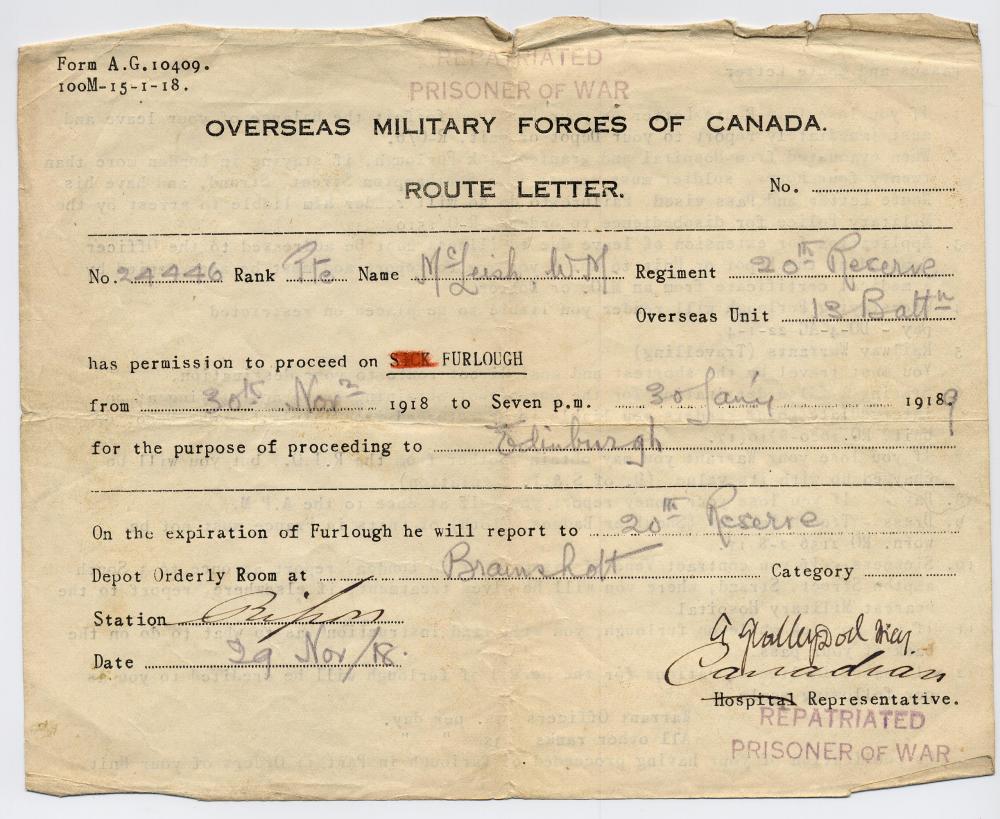 Form A.G.10409.
100M-15-1-18.
REPATRIATED
PRISONER OF WAR
OVERSEAS MILITARY FORCES OF CANADA.
ROUTE LETTER.
No.
No. 24446 Rank Pte Name McLeish W.M Regiment 20th Reserve
Overseas Unit 13 Battn
has permission to proceed on SICK FURLOUGH
from 30th Nov 1918 to Seven p.m. 30 Jan'y 1919
for the purpose of proceeding to Edinburgh
On the expiration of Furlough he will report to 20th Reserve
Depot Orderly Room at Bramshott Category
Station Ripon
Date 29 Nov/18.
Canadian
Hospital Representative.
REPATRIATED
PRISONER OF WAR